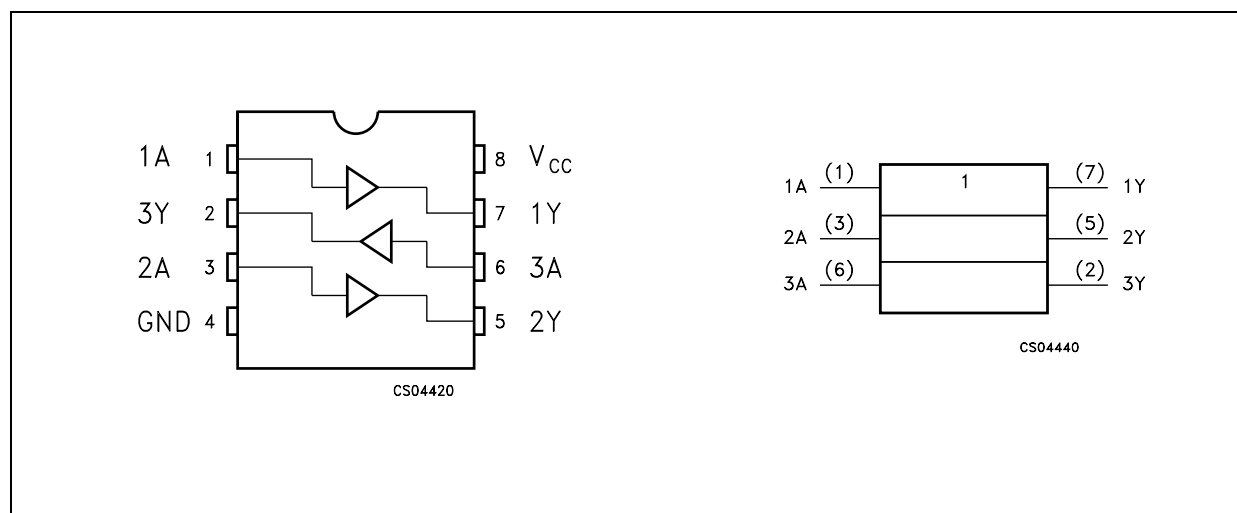 1A 1 8 VCC
3Y 2 7 1Y
2A 3 6 3A
GND 4 5 2Y
CS04420
1A (1) 1 (7) 1Y
2A (3) (5) 2Y
3A (6) (2) 3Y
CS04440